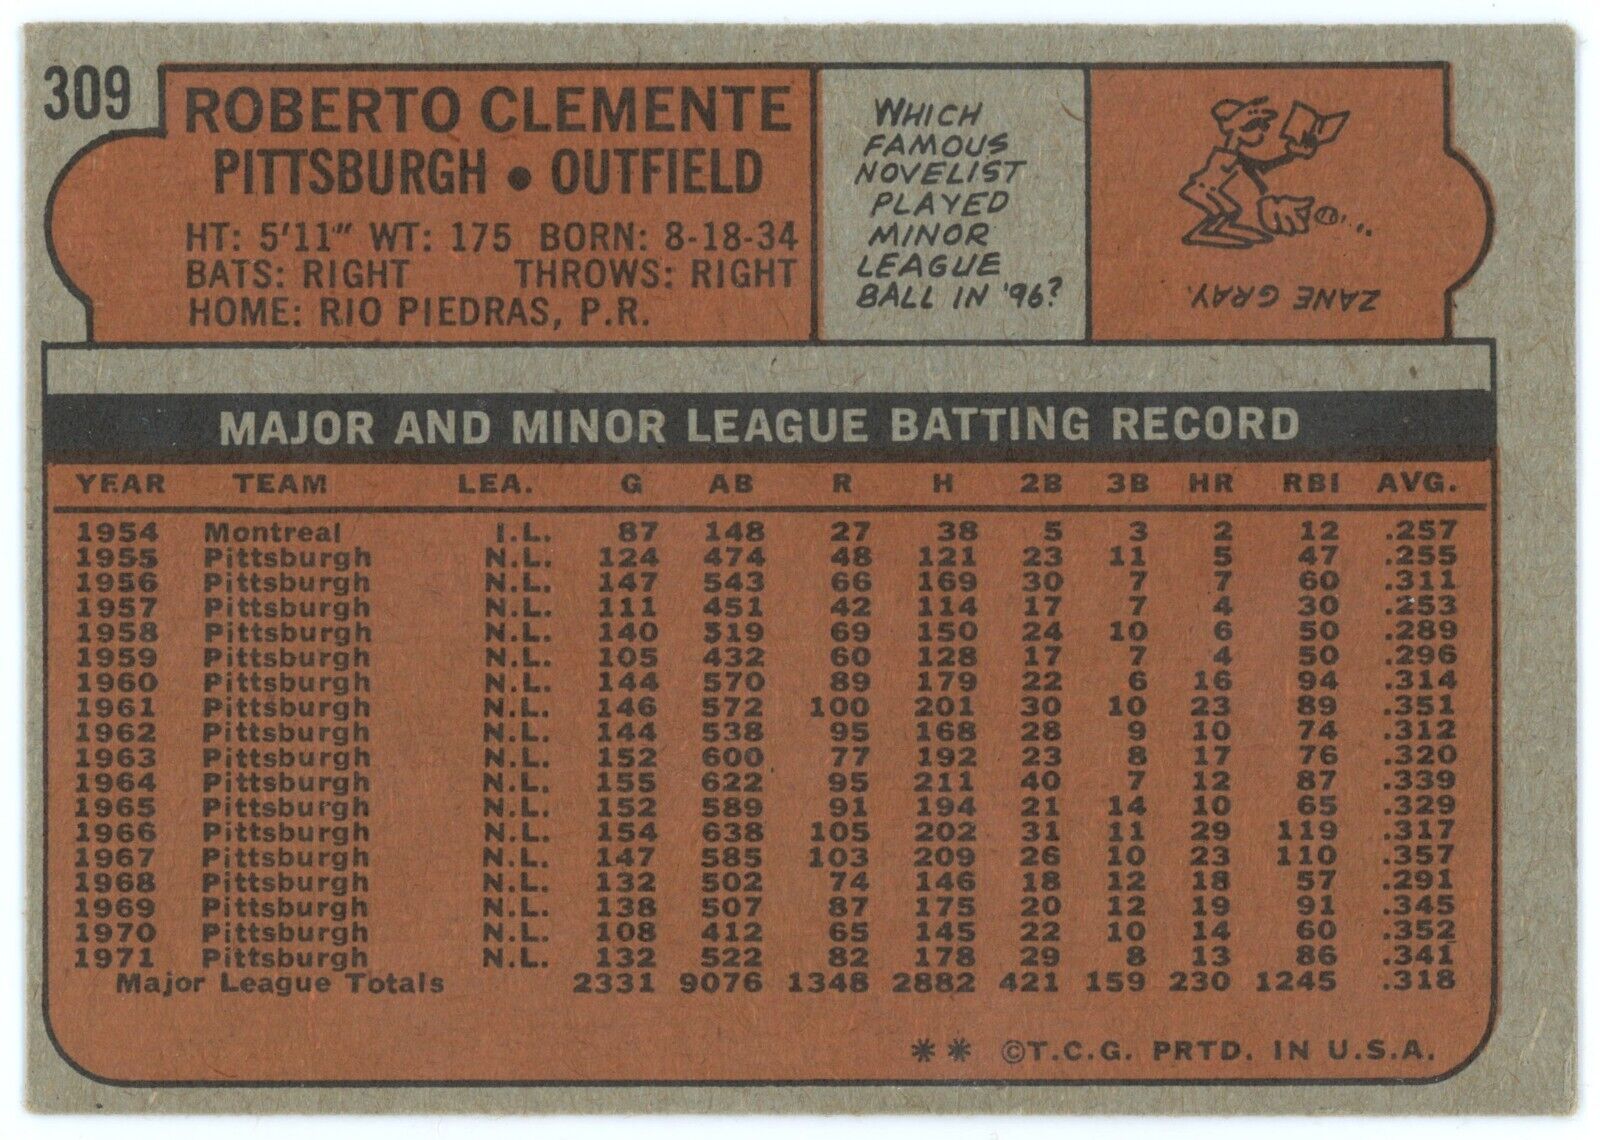 309
ROBERTO CLEMENTE
PITTSBURGH • OUTFIELD
HT: 5'11" WT: 175 BORN: 8-18-34
BATS: RIGHT THROWS: RIGHT
HOME: RIO PIEDRAS, P.R.
WHICH
FAMOUS
NOVELIST
PLAYED
MINOR
LEAGUE
BALL IN '96?
ZANE GRAY.
MAJOR AND MINOR LEAGUE BATTING RECORD
YEAR TEAM LEA. G AB R H 2B 3B HR RBI AVG.
1954 Montreal I.L. 87 148 27 38 5 3 2 12 .257
1955 Pittsburgh N.L. 124 474 48 121 23 11 5 47 .255
1956 Pittsburgh N.L. 147 543 66 169 30 7 7 60 .311
1957 Pittsburgh N.L. 111 451 42 114 17 7 4 30 .253
1958 Pittsburgh N.L. 140 519 69 150 24 10 6 50 .289
1959 Pittsburgh N.L. 105 432 60 128 17 7 4 50 .296
1960 Pittsburgh N.L. 144 570 89 179 22 6 16 94 .314
1961 Pittsburgh N.L. 146 572 100 201 30 10 23 89 .351
1962 Pittsburgh N.L. 144 538 95 168 28 9 10 74 .312
1963 Pittsburgh N.L. 152 600 77 192 23 8 17 76 .320
1964 Pittsburgh N.L. 155 622 95 211 40 7 12 87 .339
1965 Pittsburgh N.L. 152 589 91 194 21 14 10 65 .329
1966 Pittsburgh N.L. 154 638 105 202 31 11 29 119 .317
1967 Pittsburgh N.L. 147 585 103 209 26 10 23 110 .357
1968 Pittsburgh N.L. 132 502 74 146 18 12 18 57 .291
1969 Pittsburgh N.L. 138 507 87 175 20 12 19 91 .345
1970 Pittsburgh N.L. 108 412 65 145 22 10 14 60 .352
1971 Pittsburgh N.L. 132 522 82 178 29 8 13 86 .341
Major League Totals 2331 9076 1348 2882 421 159 230 1245 .318
** ©T.C.G. PRTD. IN U.S.A.